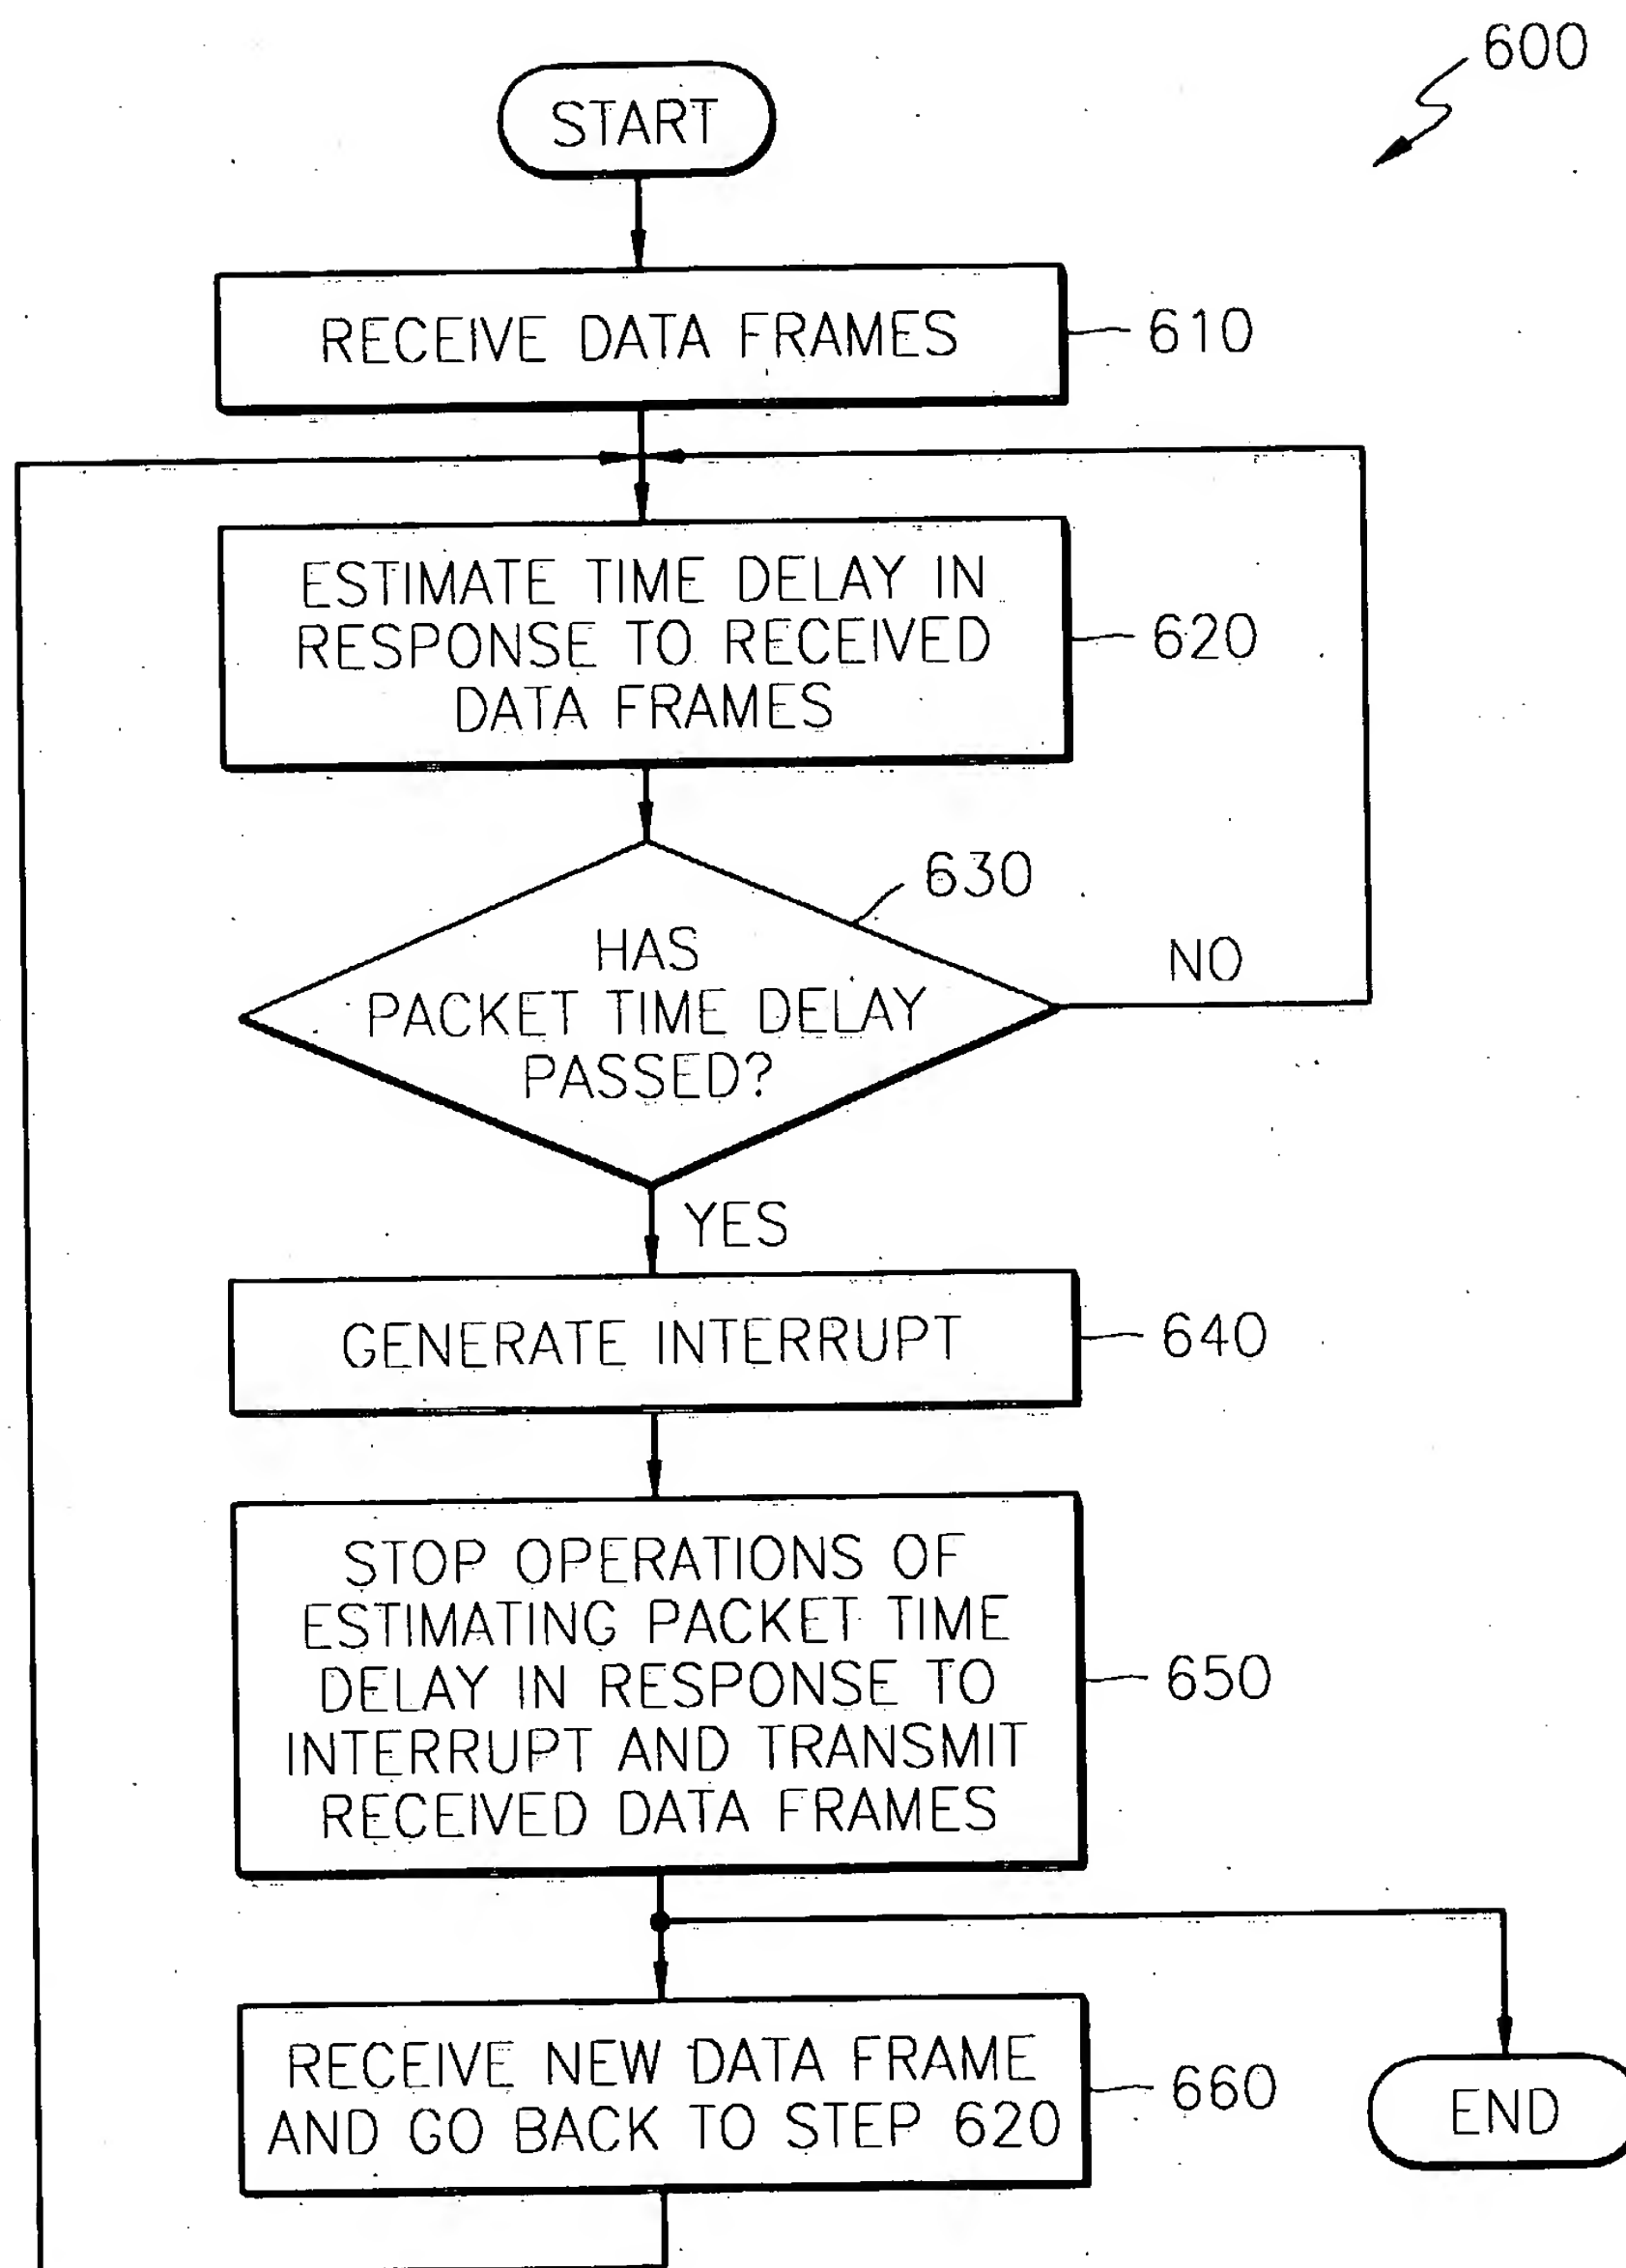 600
START
RECEIVE DATA FRAMES
610
ESTIMATE TIME DELAY IN
RESPONSE TO RECEIVED
DATA FRAMES
620
630
HAS
PACKET TIME DELAY
PASSED?
NO
YES
GENERATE INTERRUPT
640
STOP OPERATIONS OF
ESTIMATING PACKET TIME
DELAY IN RESPONSE TO
INTERRUPT AND TRANSMIT
RECEIVED DATA FRAMES
650
RECEIVE NEW DATA FRAME
AND GO BACK TO STEP 620
660
END